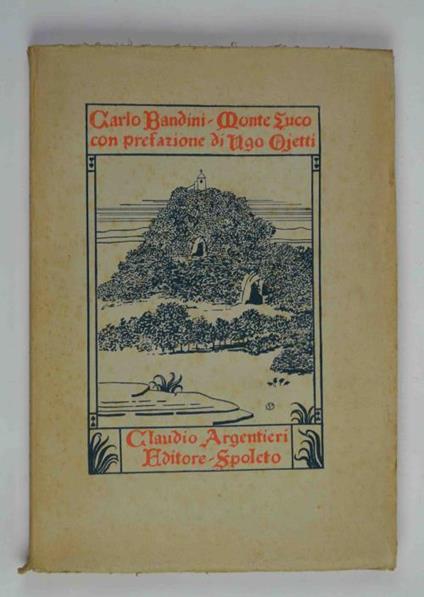 Carlo Bandini - Monte Luco
con prefazione di Ugo Ojetti
Claudio Argentieri
Editore - Spoleto